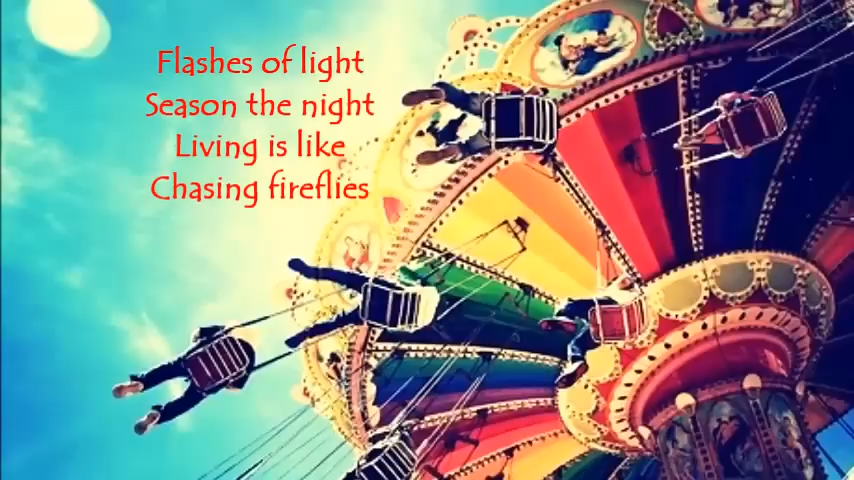 Flashes of light
Season the night
Living is like
Chasing fireflies